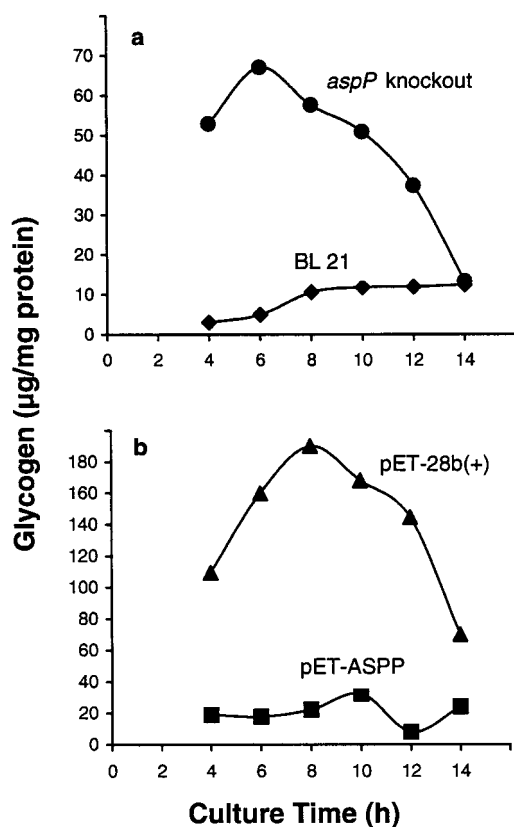 a
70
60
50
40
30
20
10
0
aspP knockout
BL 21
0 2 4 6 8 10 12 14
Glycogen (µg/mg protein)
b
180
160
140
120
100
80
60
40
20
0
pET-28b(+)
pET-ASPP
0 2 4 6 8 10 12 14
Culture Time (h)